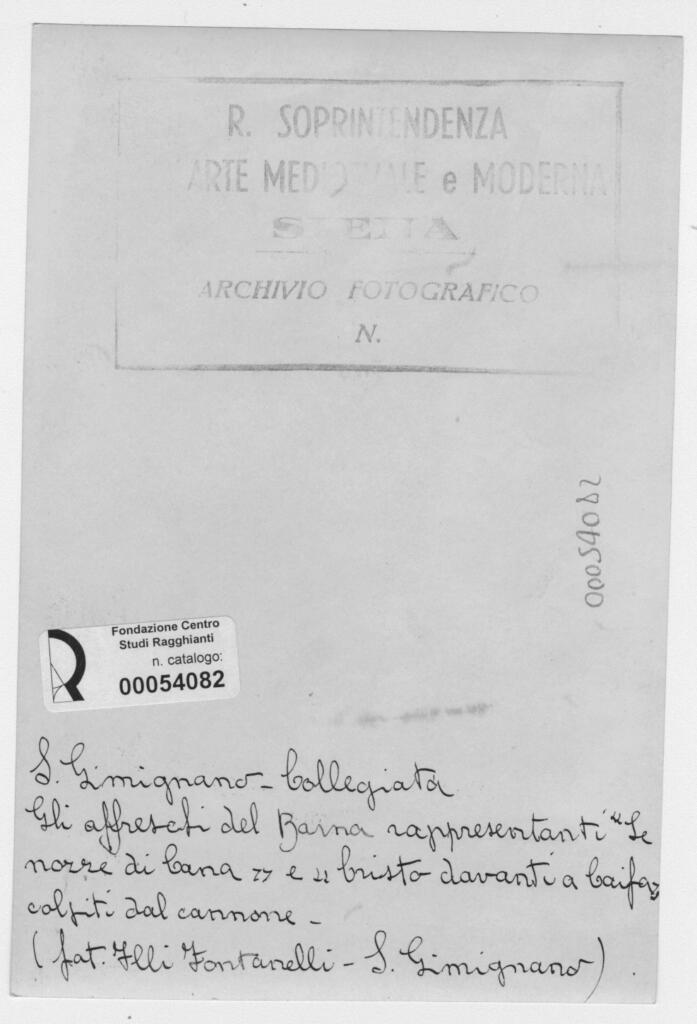 R. SOPRINTENDENZA
ARTE MEDIOEVALE e MODERNA
SIENA
ARCHIVIO FOTOGRAFICO
N.
00054082
Fondazione Centro
Studi Ragghianti
n. catalogo:
00054082
S. Gimignano - Collegiata
Gli affreschi del Barna rappresentanti "Le
nozze di Cana" e "Cristo davanti a Caifa"
colpiti dal cannone -
(fot. Flli Fontanelli - S. Gimignano).